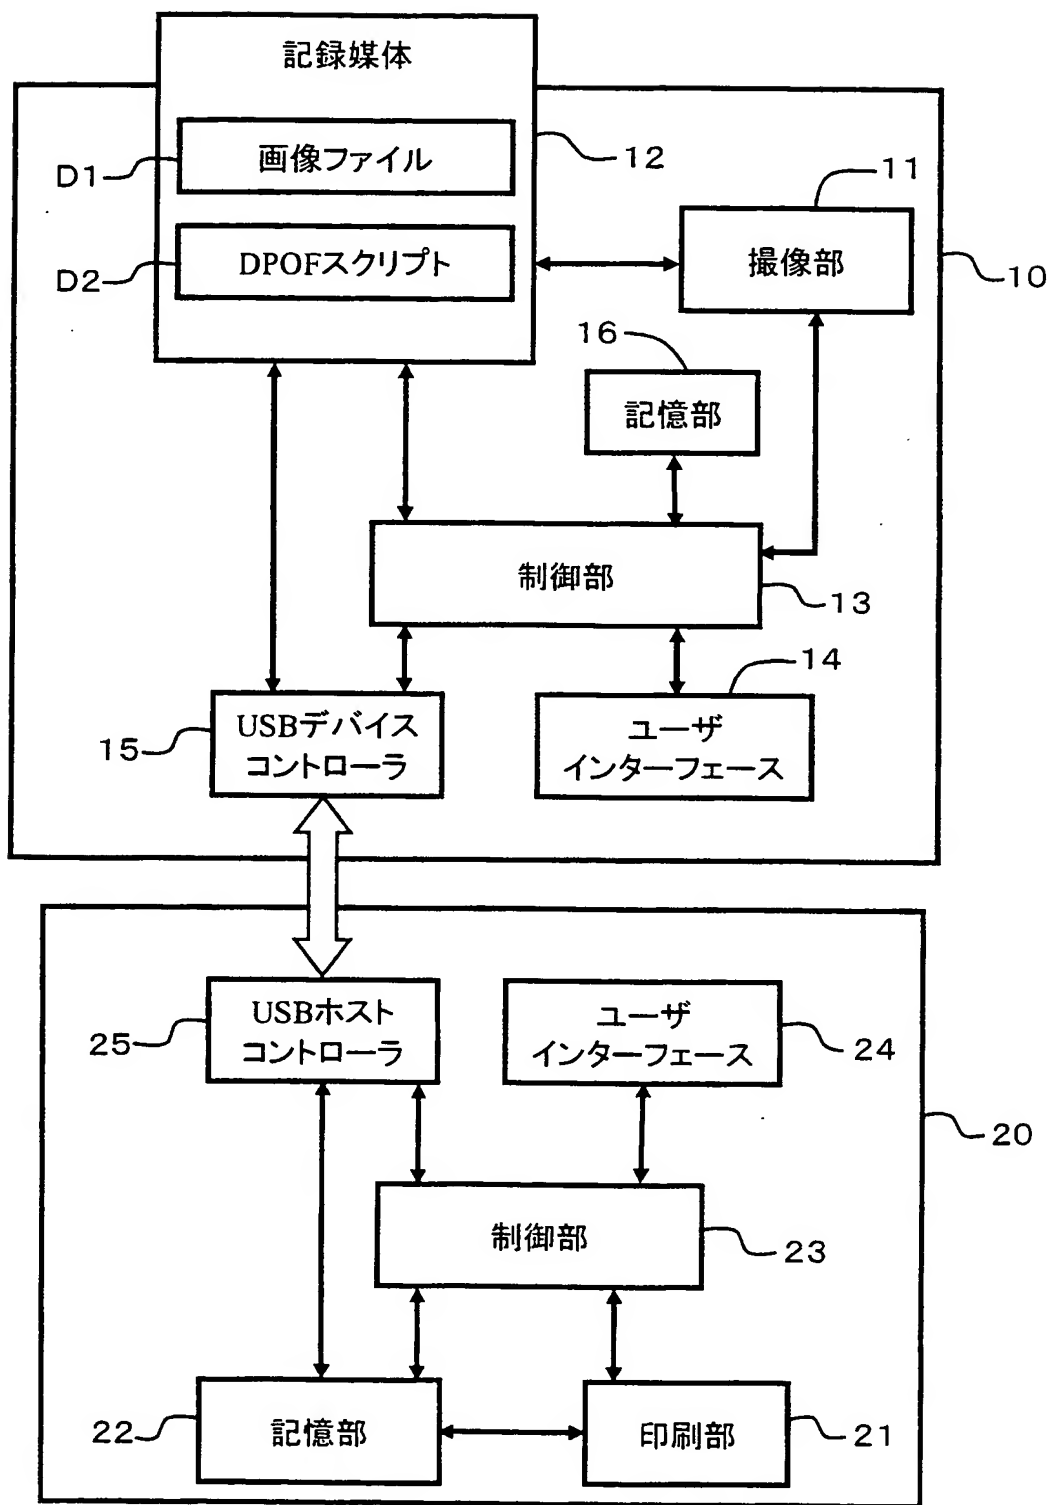 記録媒体
画像ファイル
D1
12
11
DPOFスクリプト
D2
撮像部
10
16
記憶部
制御部
13
14
USBデバイス
コントローラ
15
ユーザ
インターフェース
USBホスト
コントローラ
25
ユーザ
インターフェース
24
20
制御部
23
記憶部
22
印刷部
21